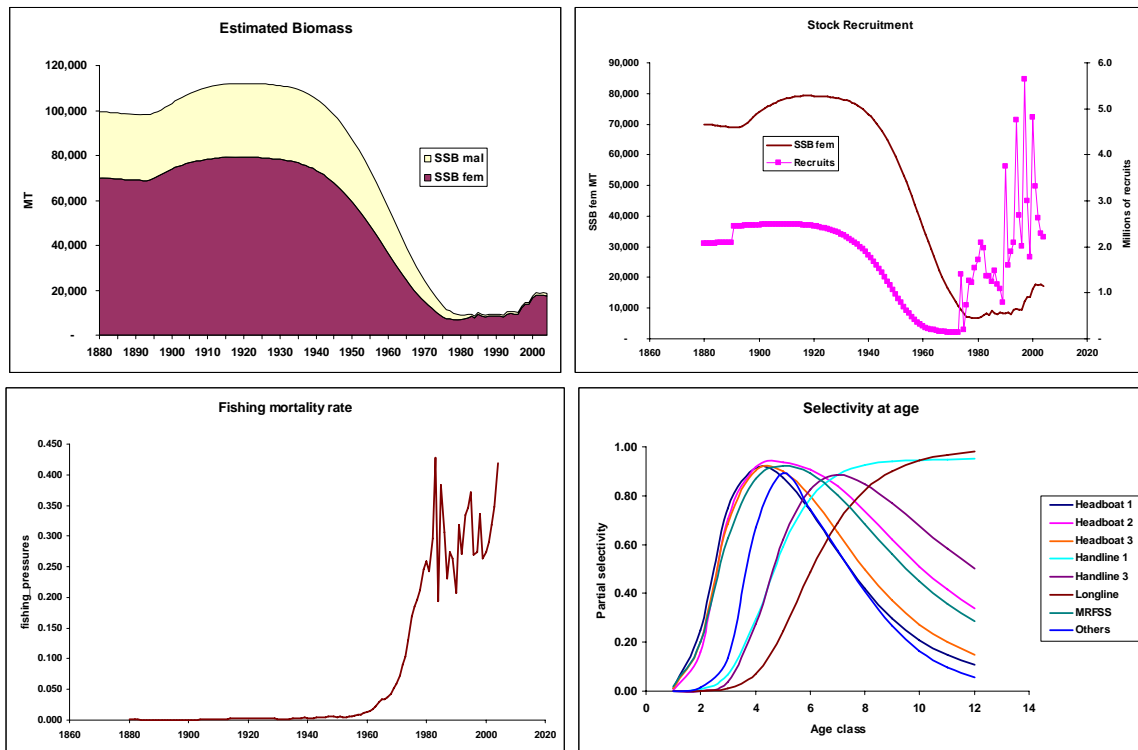 Estimated Biomass
120,000
100,000
80,000
60,000
40,000
20,000
-
MT
SSB mal
SSB fem
1880 1890 1900 1910 1920 1930 1940 1950 1960 1970 1980 1990 2000
Stock Recruitment
90,000
80,000
70,000
60,000
50,000
40,000
30,000
20,000
10,000
-
SSB fem MT
SSB fem
Recruits
6.0
5.0
4.0
3.0
2.0
1.0
-
Millions of recruits
1860 1880 1900 1920 1940 1960 1980 2000 2020
Fishing mortality rate
0.450
0.400
0.350
0.300
0.250
0.200
0.150
0.100
0.050
0.000
fishing pressures
1860 1880 1900 1920 1940 1960 1980 2000 2020
Selectivity at age
1.00
0.80
0.60
0.40
0.20
0.00
Partial selectivity
0 2 4 6 8 10 12 14
Age class
Headboat 1
Headboat 2
Headboat 3
Handline 1
Handline 3
Longline
MRFSS
Others